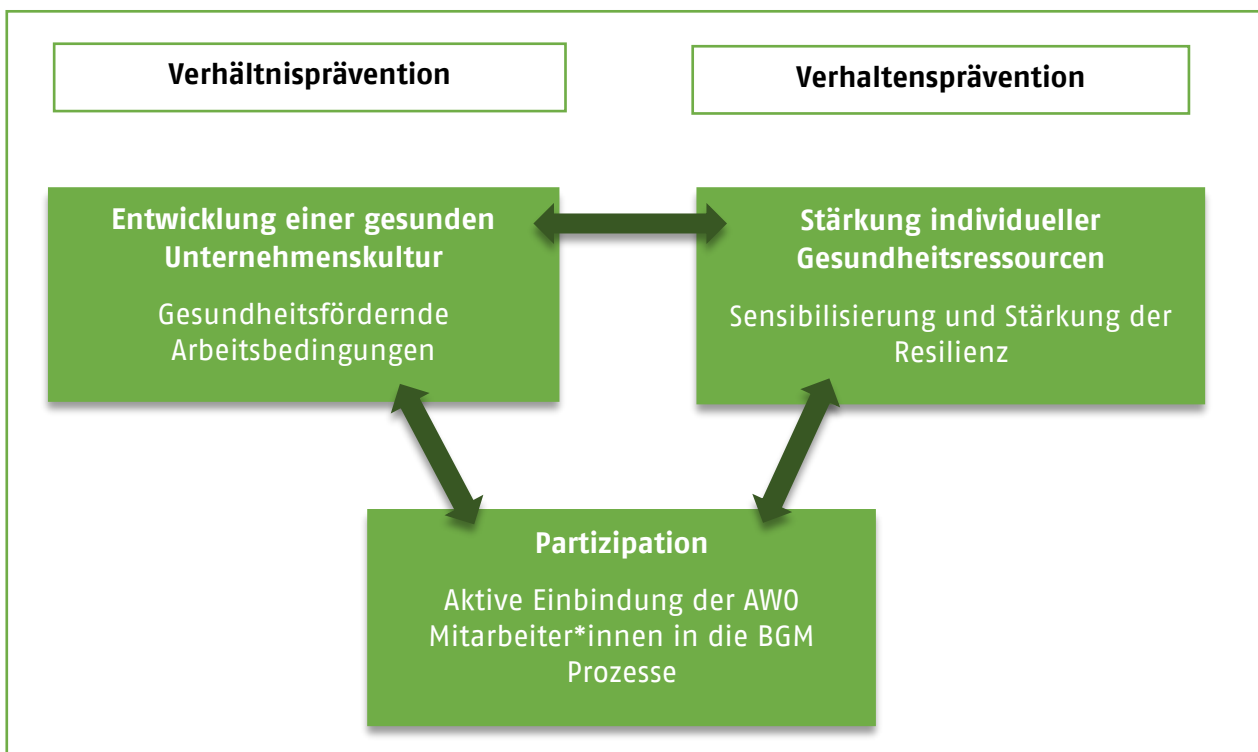 Verhältnisprävention
Verhaltensprävention
Entwicklung einer gesunden
Unternehmenskultur
Gesundheitsfördernde
Arbeitsbedingungen
Stärkung individueller
Gesundheitsressourcen
Sensibilisierung und Stärkung der
Resilienz
Partizipation
Aktive Einbindung der AWO
Mitarbeiter*innen in die BGM
Prozesse